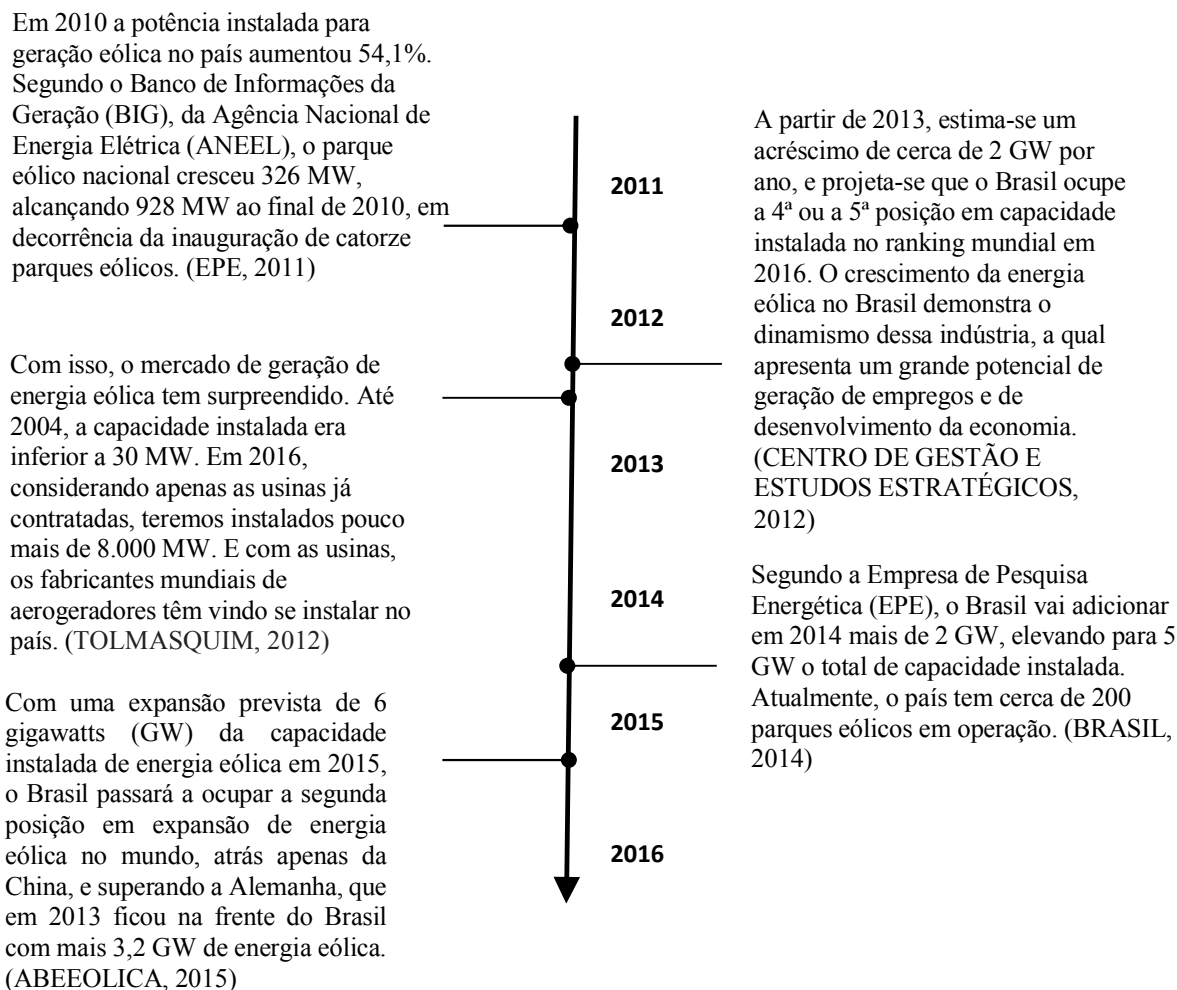 Em 2010 a potência instalada para
geração eólica no país aumentou 54,1%.
Segundo o Banco de Informações da
Geração (BIG), da Agência Nacional de
Energia Elétrica (ANEEL), o parque
eólico nacional cresceu 326 MW,
alcançando 928 MW ao final de 2010, em
decorrência da inauguração de catorze
parques eólicos. (EPE, 2011)
Com isso, o mercado de geração de
energia eólica tem surpreendido. Até
2004, a capacidade instalada era
inferior a 30 MW. Em 2016,
considerando apenas as usinas já
contratadas, teremos instalados pouco
mais de 8.000 MW. E com as usinas,
os fabricantes mundiais de
aerogeradores têm vindo se instalar no
país. (TOLMASQUIM, 2012)
Com uma expansão prevista de 6
gigawatts (GW) da capacidade
instalada de energia eólica em 2015,
o Brasil passará a ocupar a segunda
posição em expansão de energia
eólica no mundo, atrás apenas da
China, e superando a Alemanha, que
em 2013 ficou na frente do Brasil
com mais 3,2 GW de energia eólica.
(ABEEOLICA, 2015)
2011
2012
2013
2014
2015
2016
A partir de 2013, estima-se um
acréscimo de cerca de 2 GW por
ano, e projeta-se que o Brasil ocupe
a 4ª ou a 5ª posição em capacidade
instalada no ranking mundial em
2016. O crescimento da energia
eólica no Brasil demonstra o
dinamismo dessa indústria, a qual
apresenta um grande potencial de
geração de empregos e de
desenvolvimento da economia.
(CENTRO DE GESTÃO E
ESTUDOS ESTRATÉGICOS,
2012)
Segundo a Empresa de Pesquisa
Energética (EPE), o Brasil vai adicionar
em 2014 mais de 2 GW, elevando para 5
GW o total de capacidade instalada.
Atualmente, o país tem cerca de 200
parques eólicos em operação. (BRASIL,
2014)